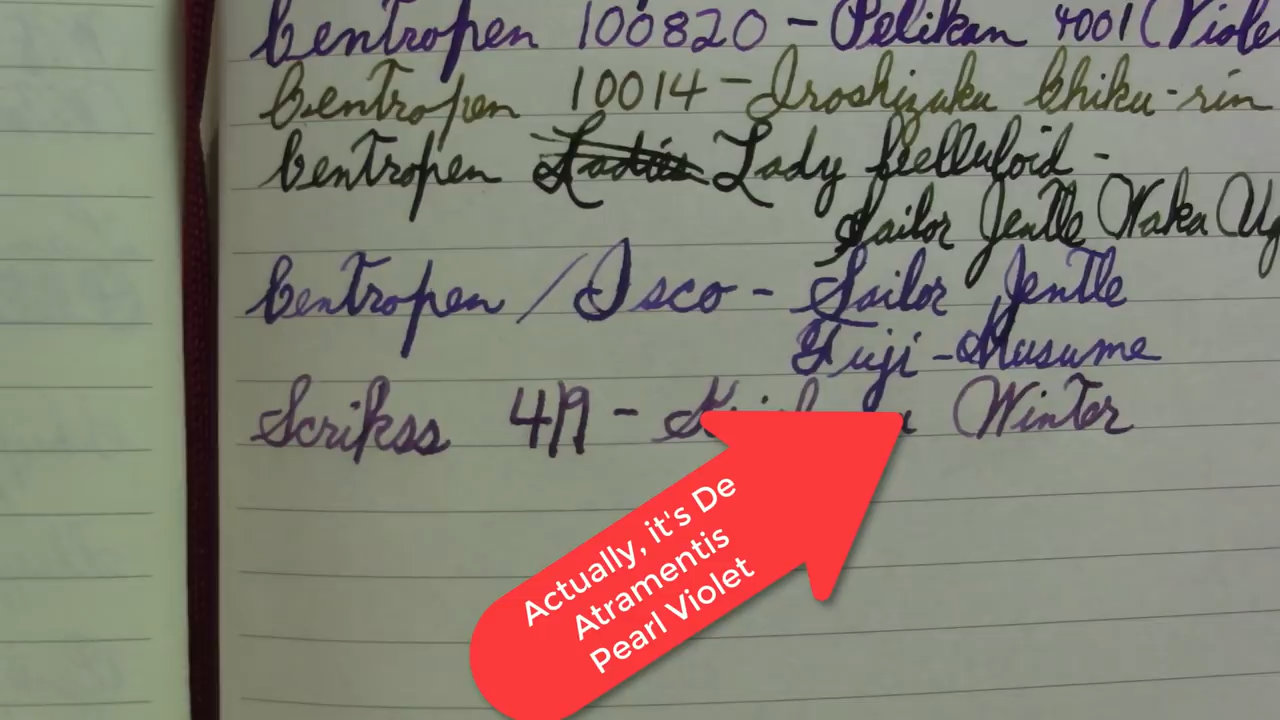 Centropen 100820 - Pelikan 4001 (Violet
Centropen 10014 - Iroshizuku Chiku-rin
Centropen Lady Celluloid -
Sailor Jentle Waka Ug
Centropen / Isco - Sailor Jentle
Fuji-Musume
Scrikss 419 - Winter
Actually, it's De
Atramentis
Pearl Violet